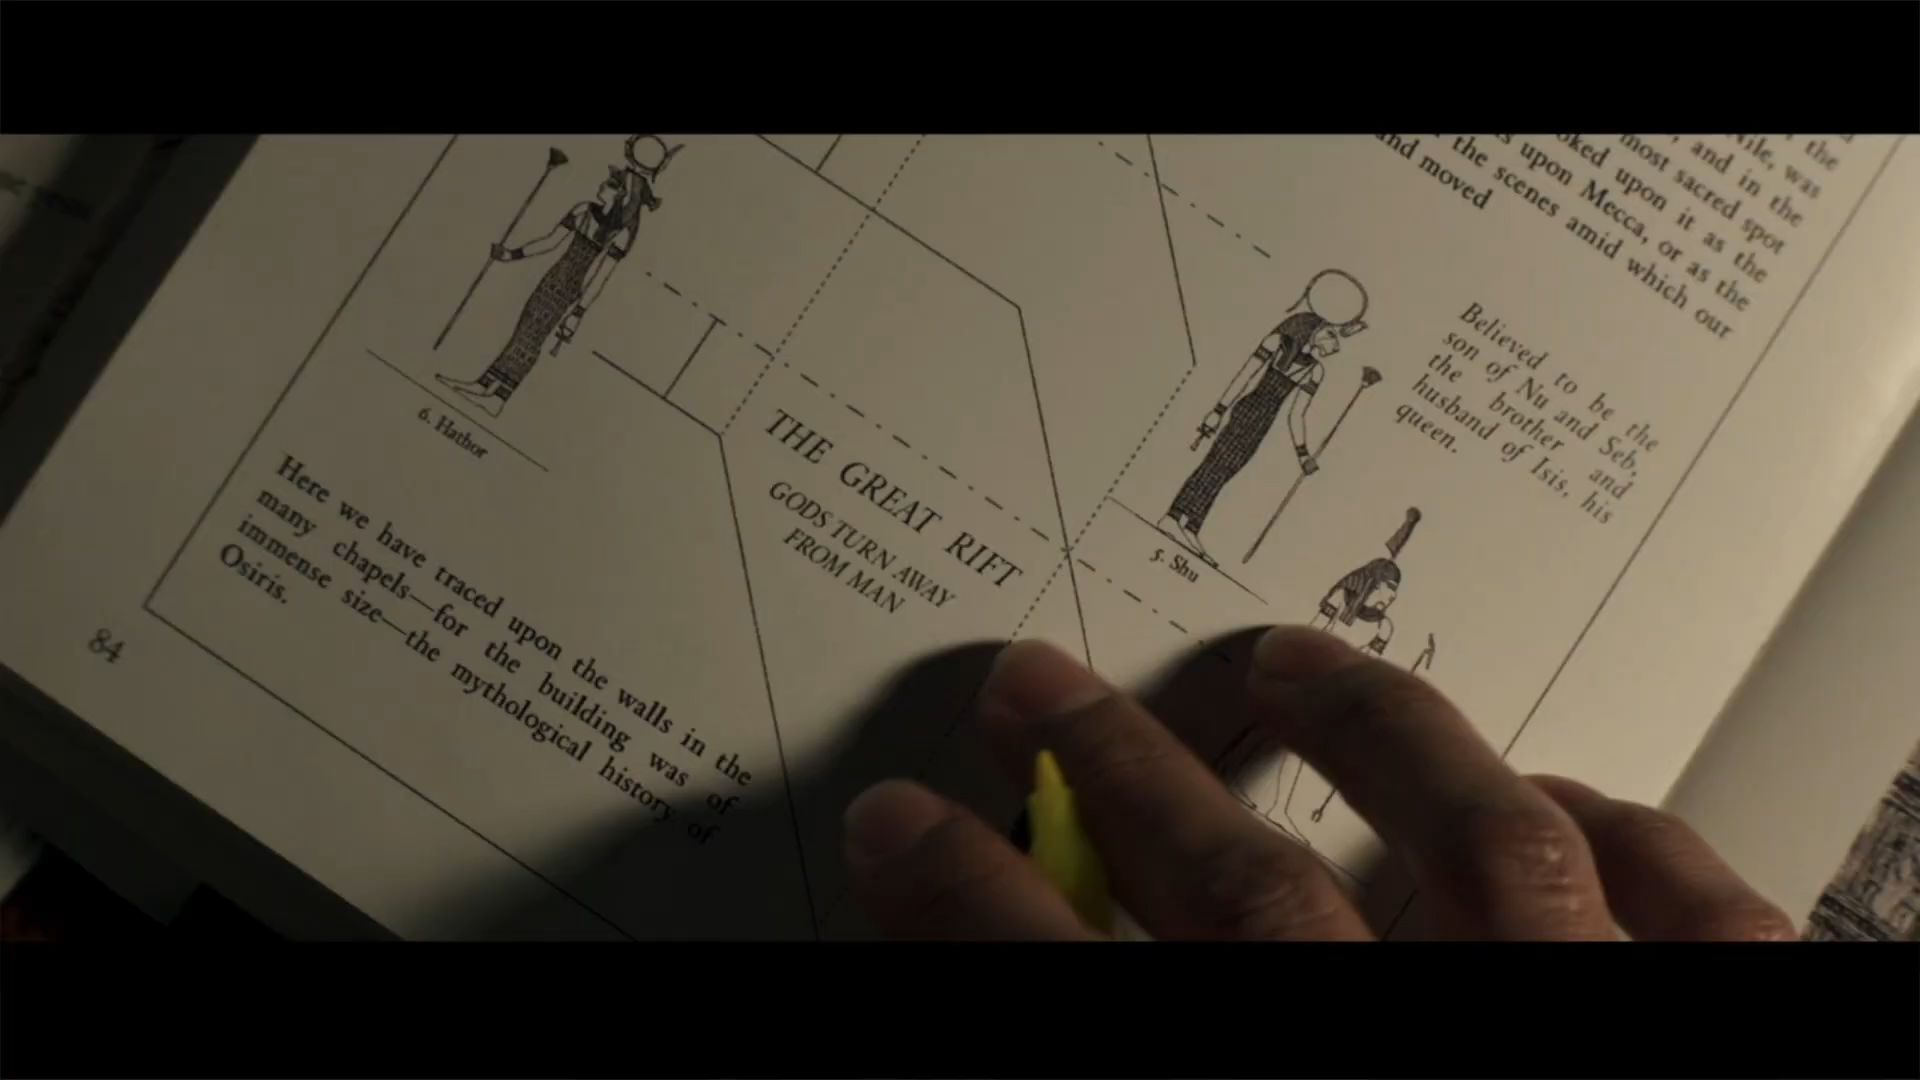 the
Nile, was
and in the
most sacred spot
oked upon it as the
upon Mecca, or as the
the scenes amid which our
and moved
Believed to be the
son of Nu and Seb,
the brother and
husband of Isis, his
queen.
6. Hathor
5. Shu
THE GREAT RIFT
GODS TURN AWAY
FROM MAN
Here we have traced upon the walls in the
many chapels—for the building was of
immense size—the mythological history of
Osiris.
84